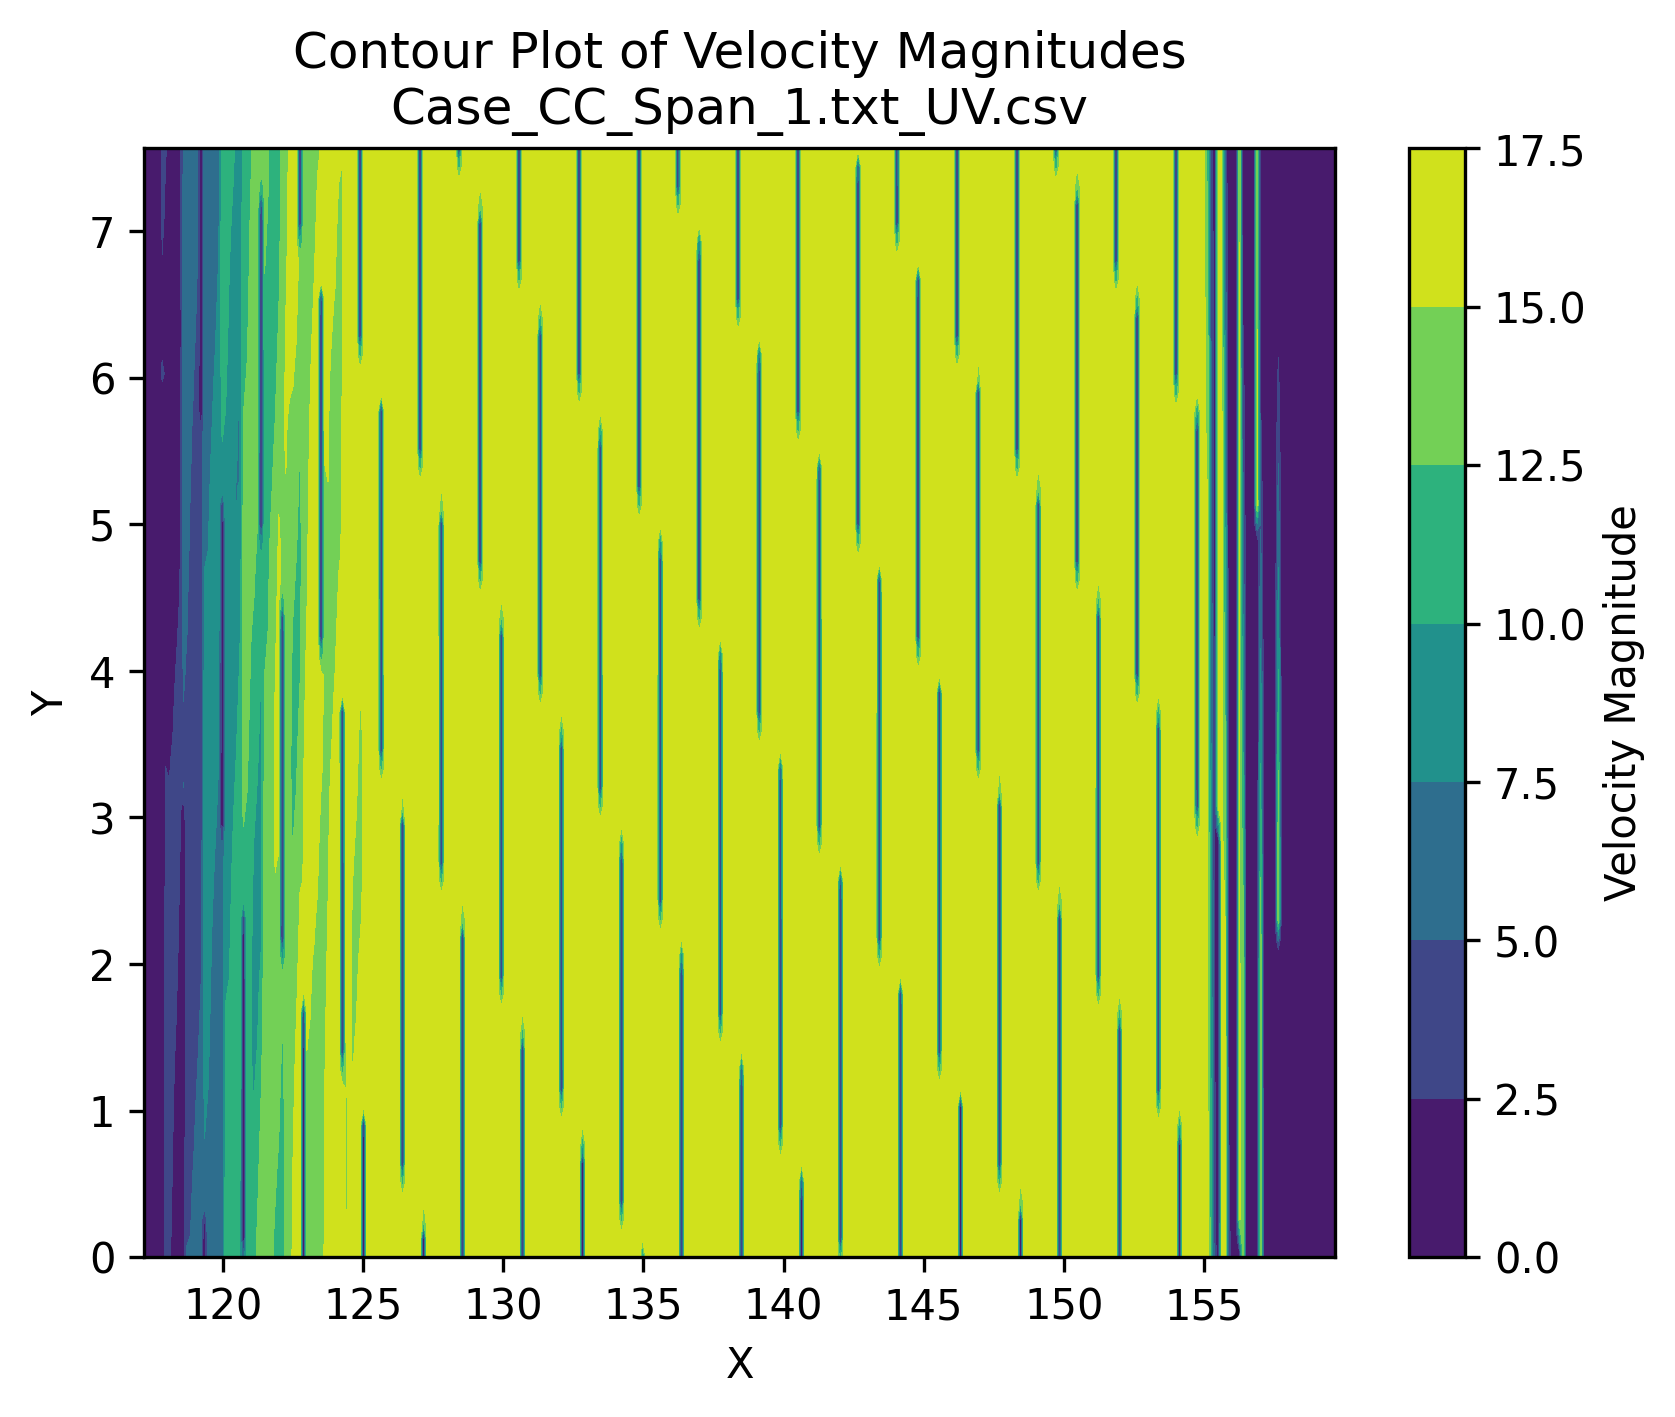 Contour Plot of Velocity Magnitudes
Case_CC_Span_1.txt_UV.csv
17.5
15.0
12.5
10.0
7.5
5.0
2.5
0.0
Velocity Magnitude
7
6
5
4
3
2
1
0
Y
120 125 130 135 140 145 150 155
X